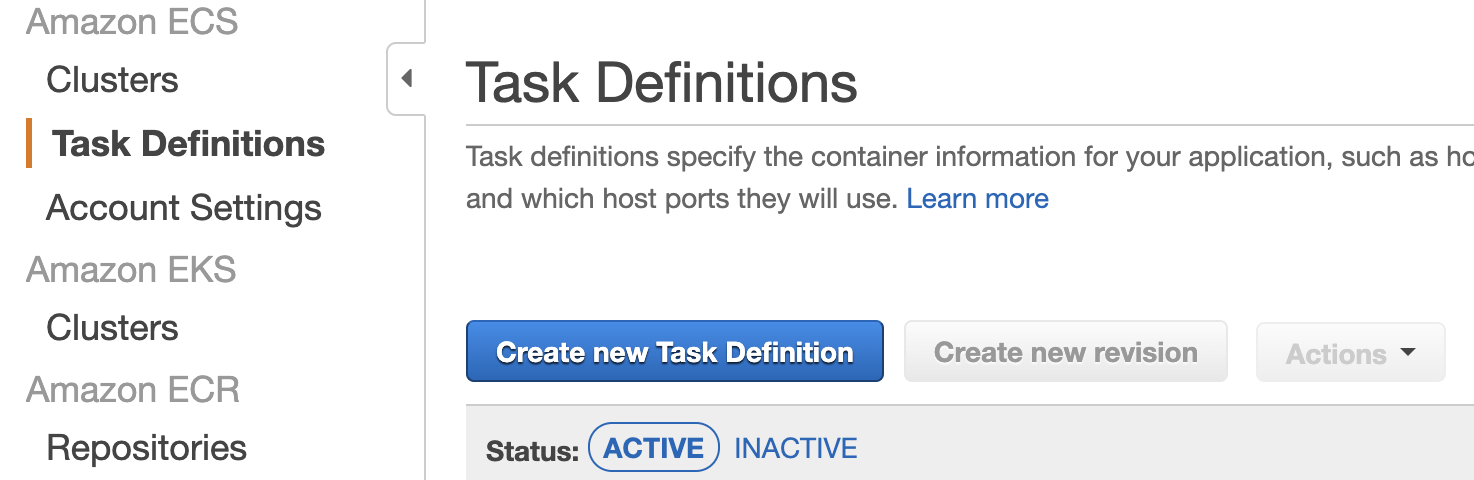 Amazon ECS
Clusters
Task Definitions
Account Settings
Amazon EKS
Clusters
Amazon ECR
Repositories
Task Definitions
Task definitions specify the container information for your application, such as
and which host ports they will use. Learn more
Create new Task Definition
Create new revision
Actions
Status: ACTIVE INACTIVE